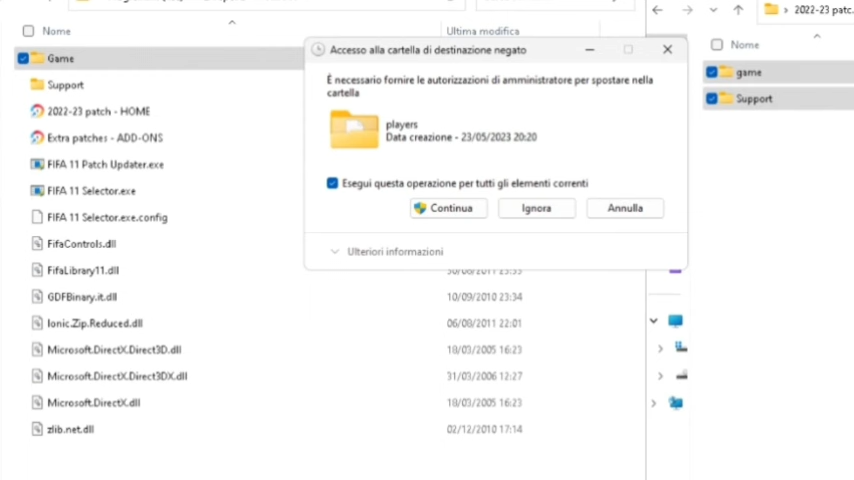 2022-23 patc.
Nome
Ultima modifica
Game
Support
2022-23 patch - HOME
Extra patches - ADD-ONS
FIFA 11 Patch Updater.exe
FIFA 11 Selector.exe
FIFA 11 Selector.exe.config
FifaControls.dll
FifaLibrary11.dll
GDFBinary.it.dll
10/09/2010 23:34
Ionic.Zip.Reduced.dll
06/08/2011 22:01
Microsoft.DirectX.Direct3D.dll
18/03/2005 16:23
Microsoft.DirectX.Direct3DX.dll
31/03/2006 12:27
Microsoft.DirectX.dll
18/03/2005 16:23
zlib.net.dll
02/12/2010 17:14
Accesso alla cartella di destinazione negato
È necessario fornire le autorizzazioni di amministratore per spostare nella
cartella
players
Data creazione - 23/05/2023 20:20
Esegui questa operazione per tutti gli elementi correnti
Continua
Ignora
Annulla
Ulteriori informazioni
Nome
game
Support